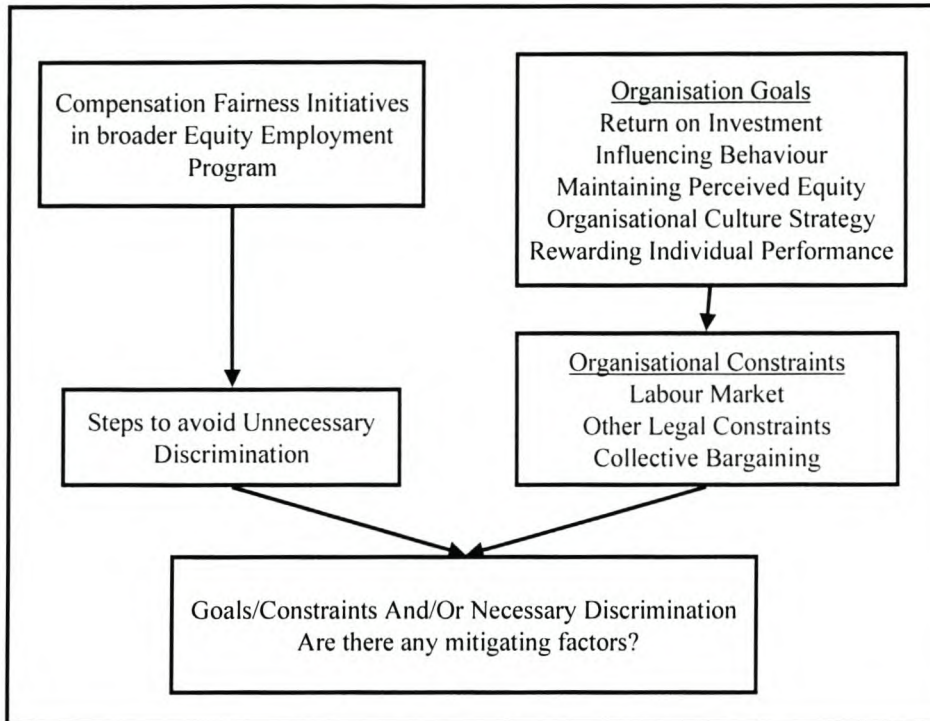 Compensation Fairness Initiatives
in broader Equity Employment
Program
Organisation Goals
Return on Investment
Influencing Behaviour
Maintaining Perceived Equity
Organisational Culture Strategy
Rewarding Individual Performance
Steps to avoid Unnecessary
Discrimination
Organisational Constraints
Labour Market
Other Legal Constraints
Collective Bargaining
Goals/Constraints And/Or Necessary Discrimination
Are there any mitigating factors?